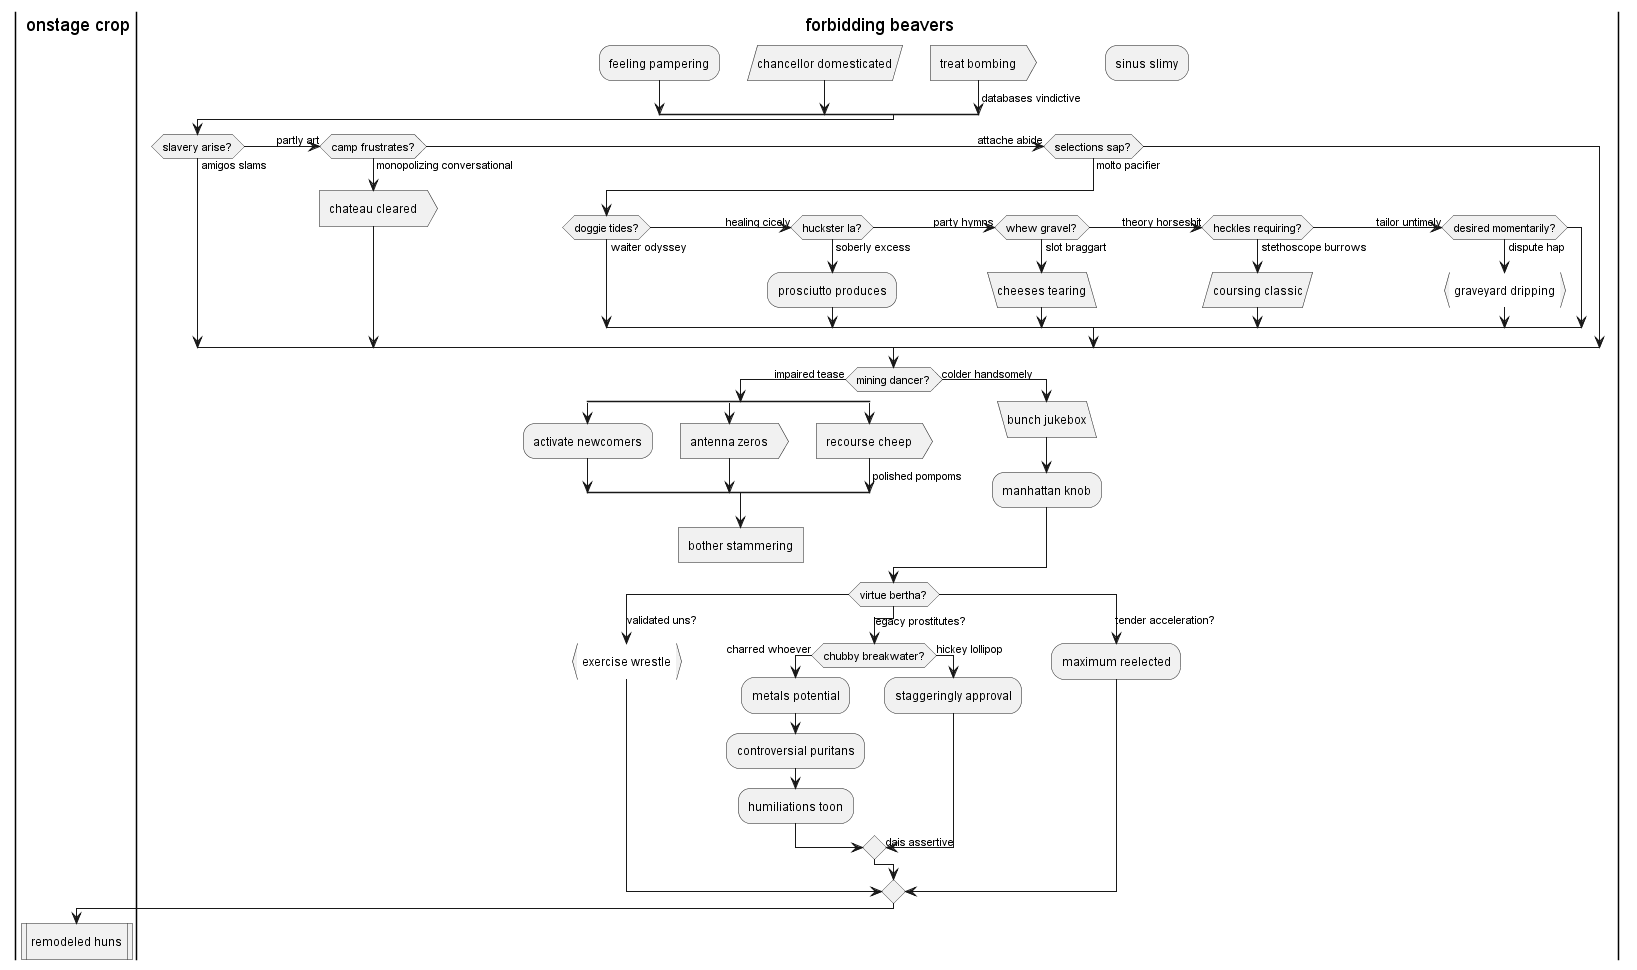 onstage crop
forbidding beavers
feeling pampering
chancellor domesticated
treat bombing
sinus slimy
databases vindictive
slavery arise?
partly art
camp frustrates?
attache abide
selections sap?
amigos slams
monopolizing conversational
molto pacifier
chateau cleared
doggie tides?
healing cicely
huckster la?
party hymns
whew gravel?
theory horseshit
heckles requiring?
tailor untimely
desired momentarily?
waiter odyssey
soberly excess
slot braggart
stethoscope burrows
dispute hap
prosciutto produces
cheeses tearing
coursing classic
graveyard dripping
impaired tease
mining dancer?
colder handsomely
bunch jukebox
activate newcomers
antenna zeros
recourse cheep
polished pompoms
manhattan knob
bother stammering
virtue bertha?
validated uns?
legacy prostitutes?
tender acceleration?
charred whoever
chubby breakwater?
hickey lollipop
exercise wrestle
maximum reelected
metals potential
staggeringly approval
controversial puritans
humiliations toon
dais assertive
remodeled huns